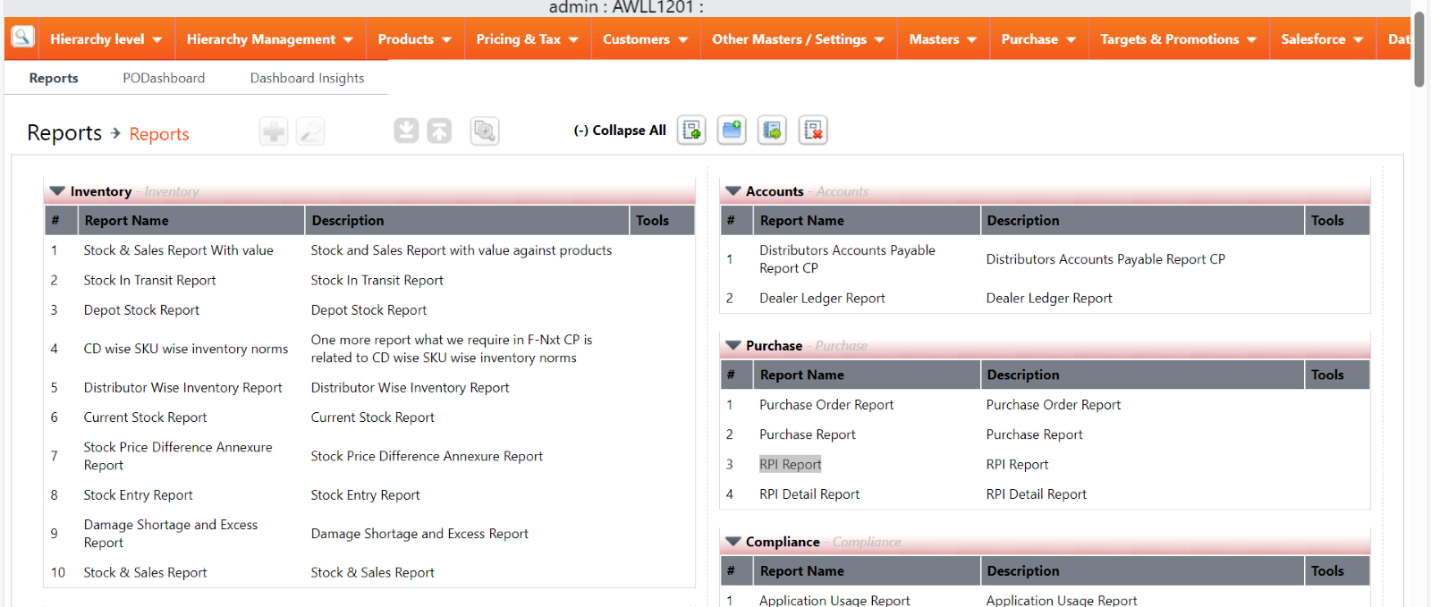 admin : AWLL1201 :
Hierarchy level Hierarchy Management Products Pricing & Tax Customers Other Masters / Settings Masters Purchase Targets & Promotions Salesforce Dat
Reports PODashboard Dashboard Insights
Reports Reports (-) Collapse All
Inventory - Inventory
# Report Name Description Tools
1 Stock & Sales Report With value Stock and Sales Report with value against products
2 Stock In Transit Report Stock In Transit Report
3 Depot Stock Report Depot Stock Report
4 CD wise SKU wise inventory norms One more report what we require in F-Nxt CP is
related to CD wise SKU wise inventory norms
5 Distributor Wise Inventory Report Distributor Wise Inventory Report
6 Current Stock Report Current Stock Report
7 Stock Price Difference Annexure
Report Stock Price Difference Annexure Report
8 Stock Entry Report Stock Entry Report
9 Damage Shortage and Excess
Report Damage Shortage and Excess Report
10 Stock & Sales Report Stock & Sales Report
Accounts - Accounts
# Report Name Description Tools
1 Distributors Accounts Payable
Report CP Distributors Accounts Payable Report CP
2 Dealer Ledger Report Dealer Ledger Report
Purchase - Purchase
# Report Name Description Tools
1 Purchase Order Report Purchase Order Report
2 Purchase Report Purchase Report
3 RPI Report RPI Report
4 RPI Detail Report RPI Detail Report
Compliance - Compliance
# Report Name Description Tools
1 Application Usage Report Application Usage Report